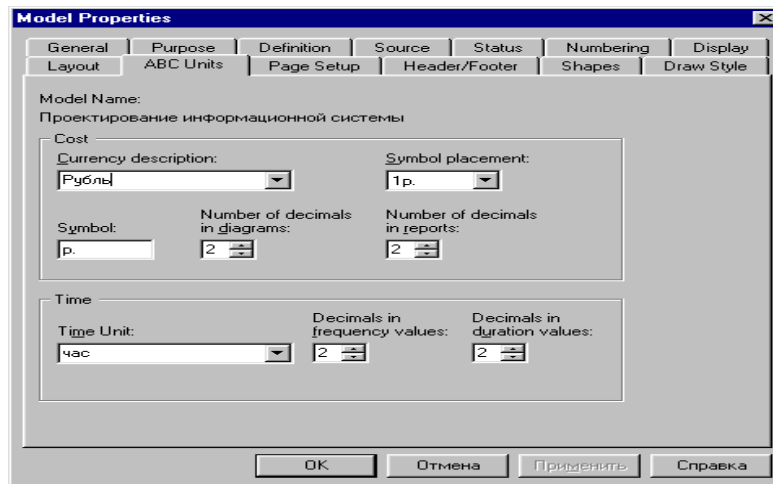 Model Properties
General Purpose Definition Source Status Numbering Display
Layout ABC Units Page Setup Header/Footer Shapes Draw Style
Model Name:
Проектирование информационной системы
Cost
Currency description: Symbol placement:
Рубль 1р.
Number of decimals Number of decimals
Symbol: in diagrams: in reports:
р. 2 2
Time
Decimals in Decimals in
Time Unit: frequency values: duration values:
час 2 2
OK Отмена Применить Справка